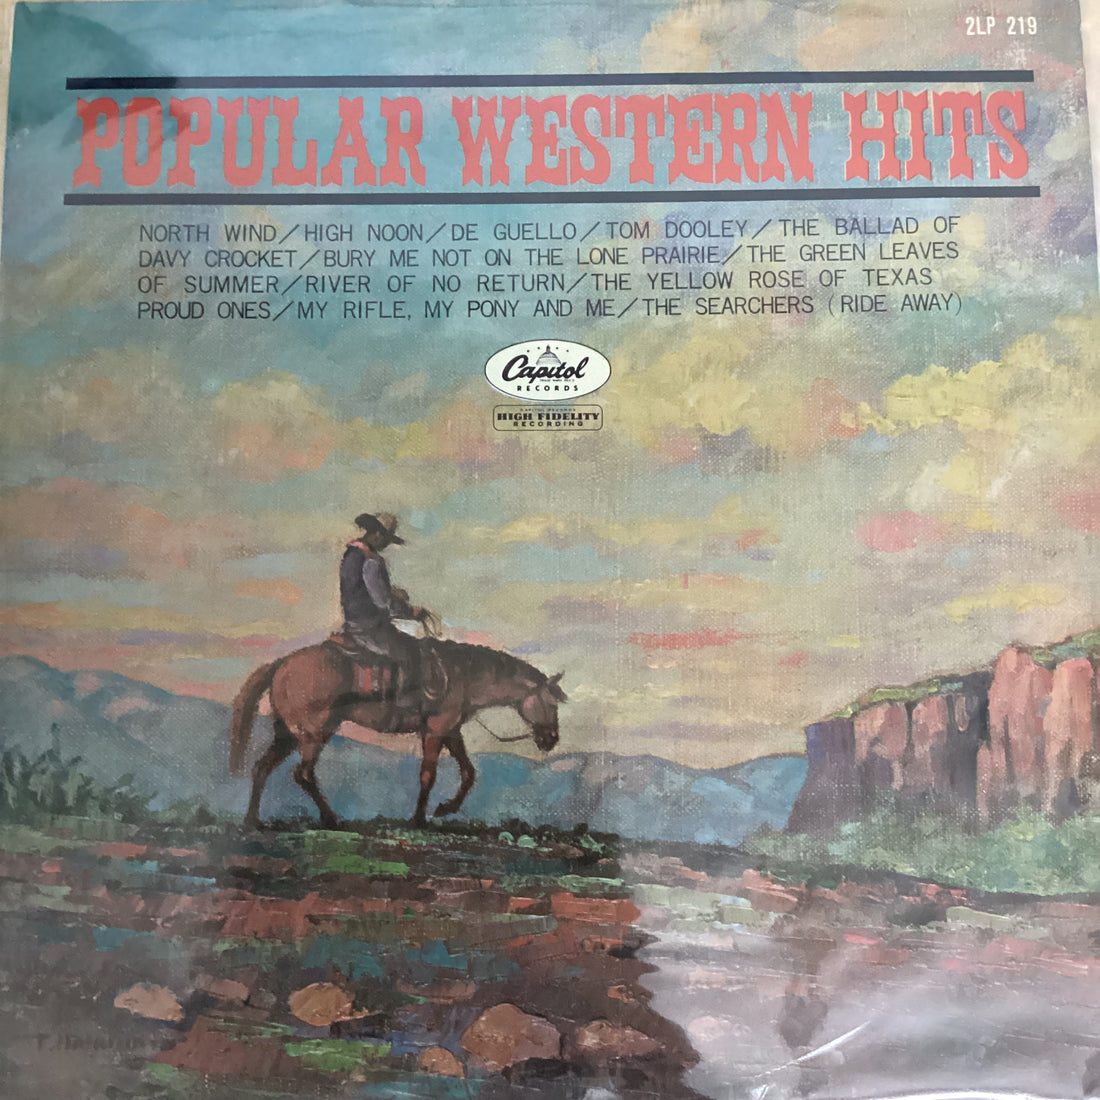 2LP 219
POPULAR WESTERN HITS
NORTH WIND/HIGH NOON/DE GUELLO/TOM DOOLEY/THE BALLAD OF
DAVY CROCKET/BURY ME NOT ON THE LONE PRAIRIE/THE GREEN LEAVES
OF SUMMER/RIVER OF NO RETURN/THE YELLOW ROSE OF TEXAS
PROUD ONES/MY RIFLE, MY PONY AND ME/THE SEARCHERS (RIDE AWAY)
Capitol
RECORDS
CAPITOL RECORDS
HIGH FIDELITY
RECORDING